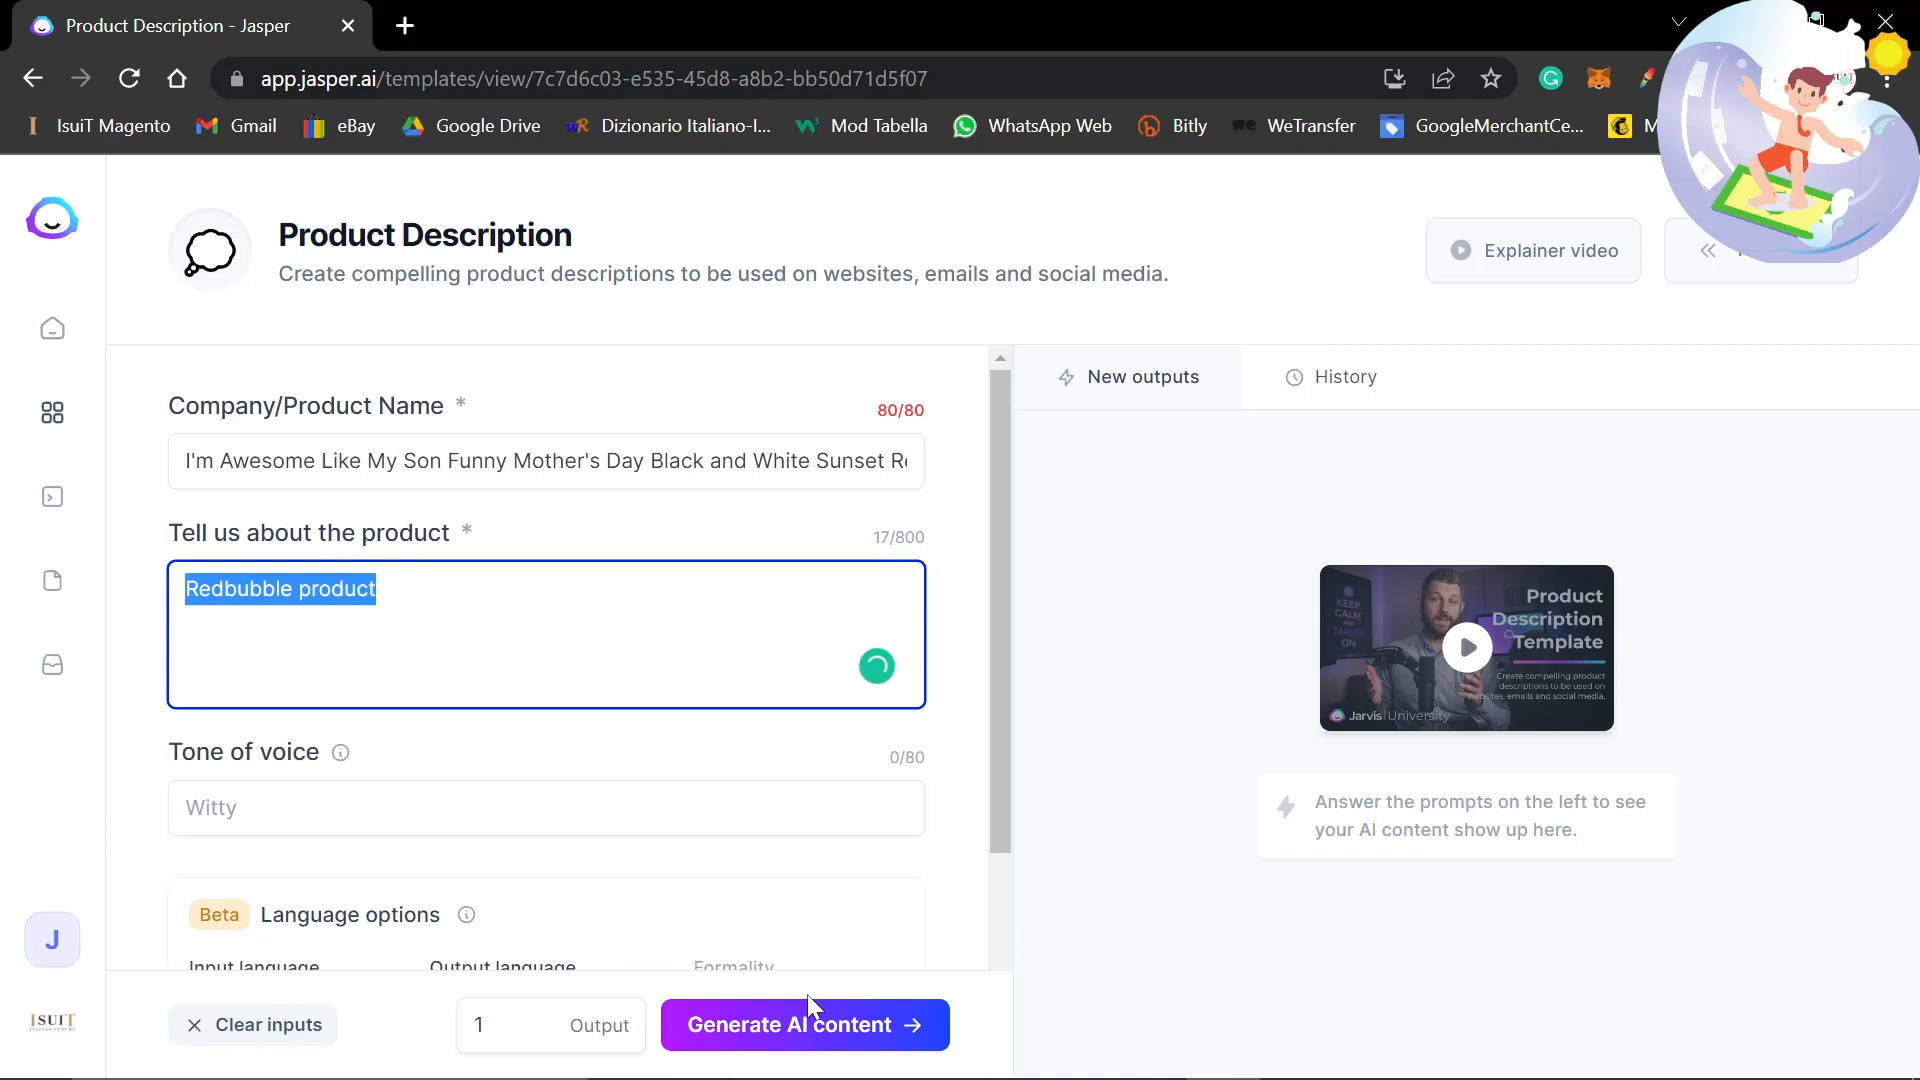 Product Description - Jasper
app.jasper.ai/templates/view/7c7d6c03-e535-45d8-a8b2-bb50d71d5f07
IsuiT Magento
Gmail
eBay
Google Drive
Dizionario Italiano-I...
Mod Tabella
WhatsApp Web
Bitly
WeTransfer
GoogleMerchantCe...
M
Product Description
Create compelling product descriptions to be used on websites, emails and social media.
Explainer video
New outputs
History
Company/Product Name *
80/80
I'm Awesome Like My Son Funny Mother's Day Black and White Sunset Re
Tell us about the product *
17/800
Redbubble product
Tone of voice
0/80
Witty
Beta
Language options
Input language
Output language
Formality
Clear inputs
1
Output
Generate AI content
KEEP
CALM
AND
JARVIS
ON
Product
Description
Template
Create compelling product
descriptions to be used on
websites, emails and social media.
Jarvis University
Answer the prompts on the left to see
your AI content show up here.
J
ISUIT